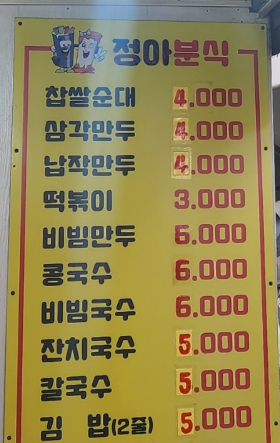 정아분식
찹쌀순대 4.000
삼각만두 4.000
납작만두 4.000
떡볶이 3.000
비빔만두 6.000
콩국수 6.000
비빔국수 6.000
잔치국수 5.000
칼국수 5.000
김 밥(2줄) 5.000